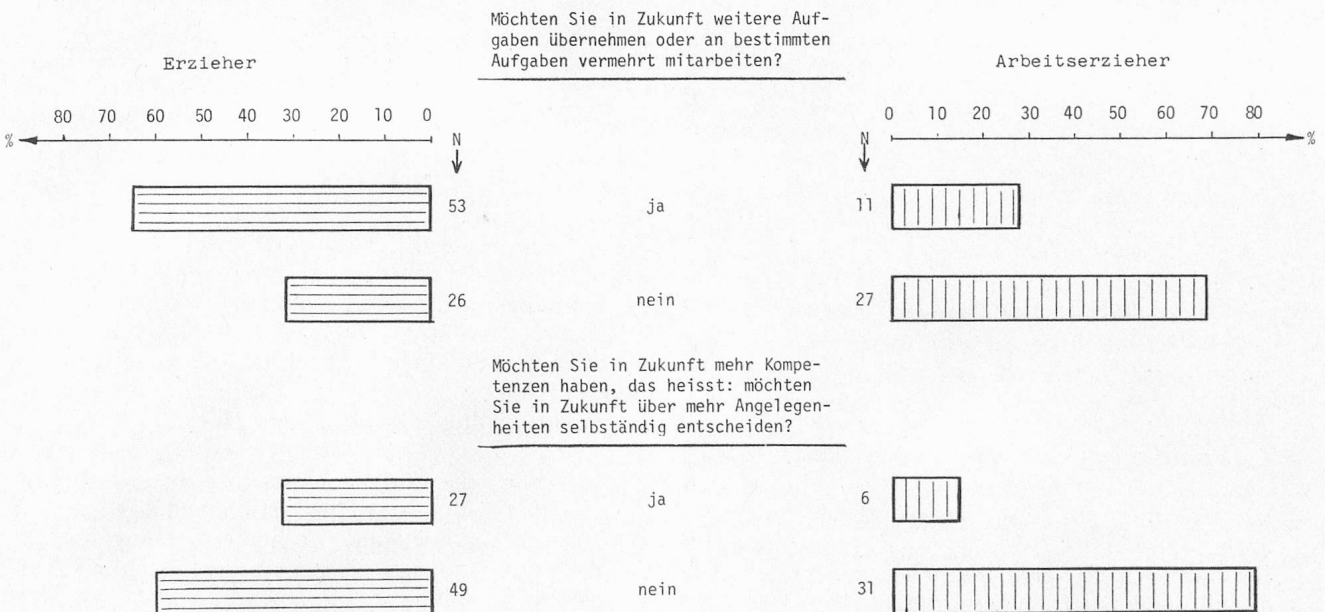 Möchten Sie in Zukunft weitere Auf-
gaben übernehmen oder an bestimmten
Aufgaben vermehrt mitarbeiten?
Erzieher
Arbeitserzieher
% 80 70 60 50 40 30 20 10 0 N
N 0 10 20 30 40 50 60 70 80 %
53 ja 11
26 nein 27
Möchten Sie in Zukunft mehr Kompe-
tenzen haben, das heisst: möchten
Sie in Zukunft über mehr Angelegen-
heiten selbständig entscheiden?
27 ja 6
49 nein 31